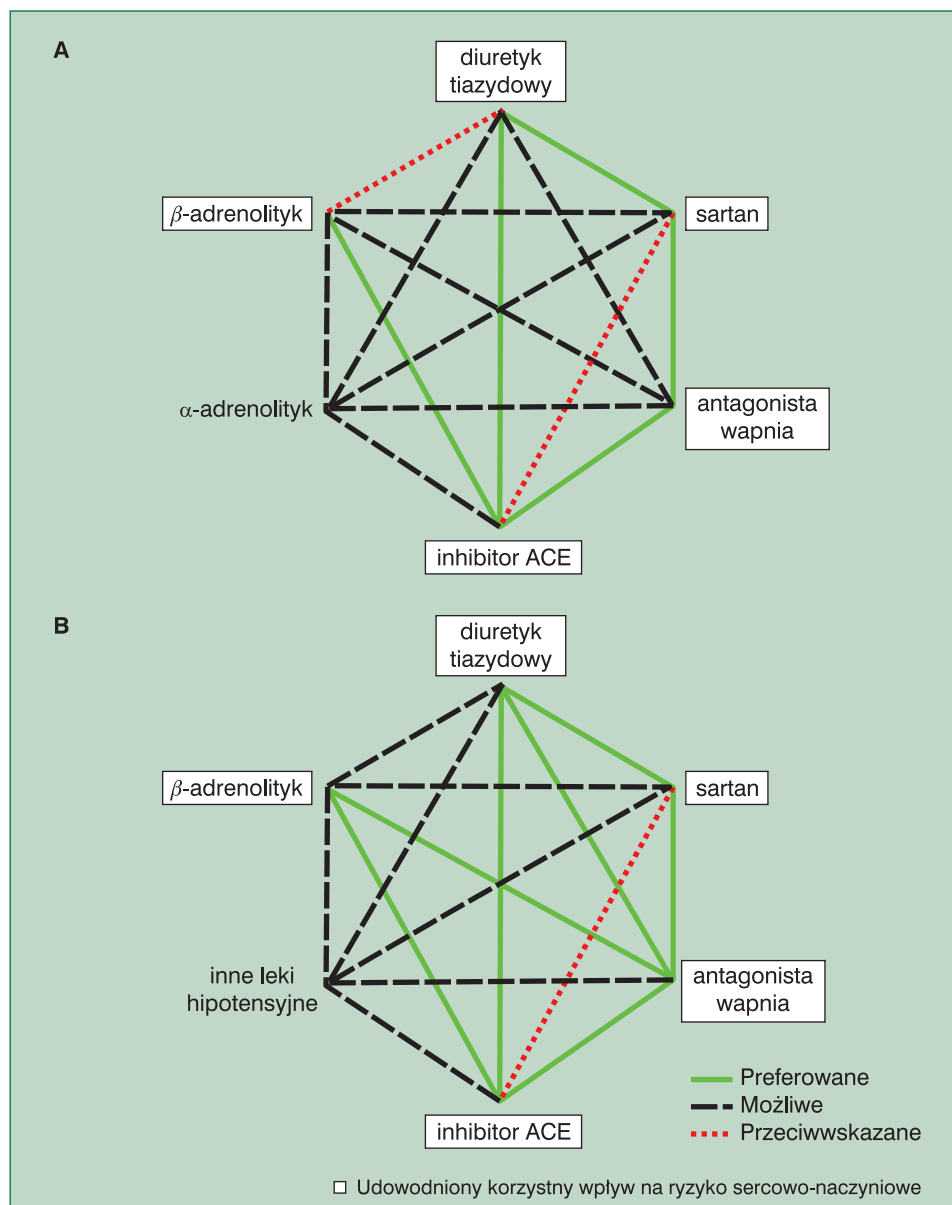 A
diuretyk
tiazydowy
β-adrenolityk
sartan
α-adrenolityk
antagonista
wapnia
inhibitor ACE
B
diuretyk
tiazydowy
β-adrenolityk
sartan
inne leki
hipotensyjne
antagonista
wapnia
inhibitor ACE
Preferowane
Możliwe
Przeciwwskazane
Udowodniony korzystny wpływ na ryzyko sercowo-naczyniowe